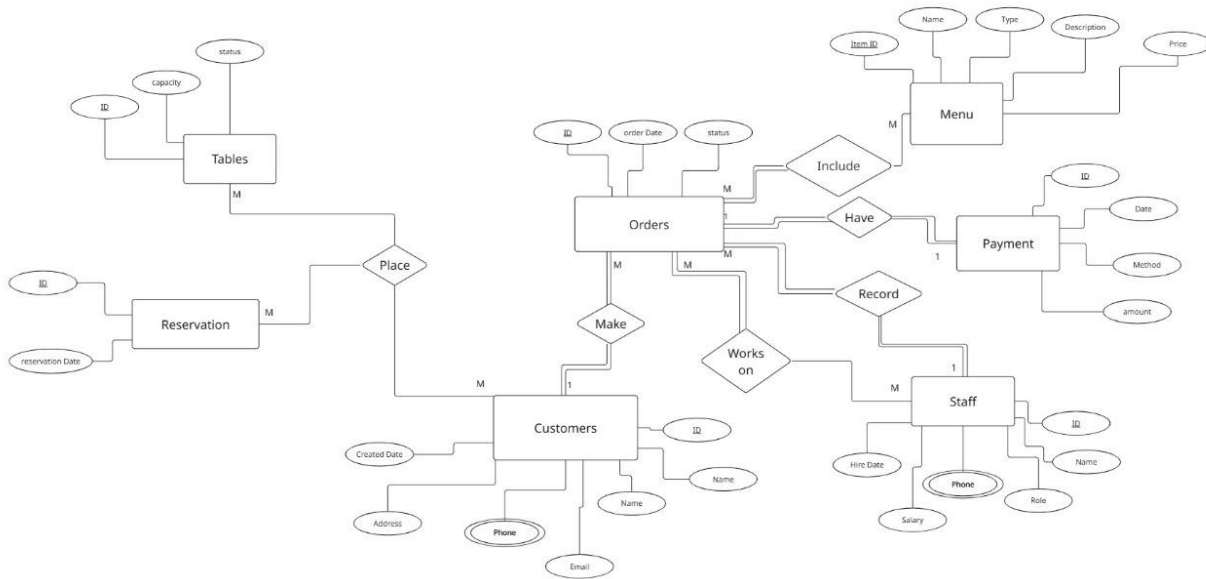 Name
Type
Description
Item ID
Price
status
capacity
ID
Menu
M
ID
order Date
status
Tables
Include
M
ID
M
Orders
1
Have
Date
Payment
M
M
M
1
Place
Method
ID
Record
amount
Reservation
M
Make
reservation Date
Works
on
M
1
M
1
Staff
Customers
ID
ID
Created Date
Hire Date
Name
Name
Phone
Name
Role
Address
Salary
Phone
Email